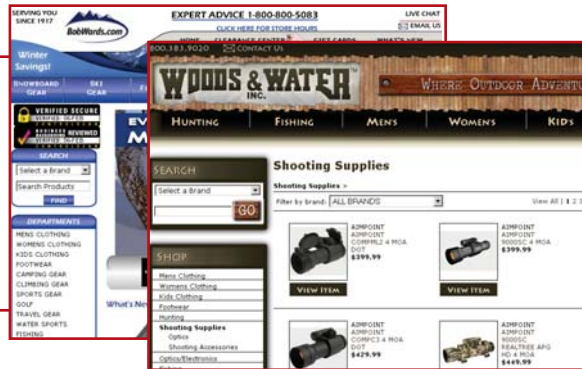 SERVING YOU
SINCE 1917
BobWards.com
EXPERT ADVICE 1-800-800-5083
CLICK HERE FOR STORE HOURS
LIVE CHAT
EMAIL US
HOME CLEARANCE CENTER GIFT CARDS WHAT'S NEW
Winter
Savings!
SNOWBOARD
GEAR
SKI
GEAR
VERIFIED SECURE
BUSINESS
REVIEWED
SEARCH
Select a Brand
Search Products
FIND
DEPARTMENTS
MENS CLOTHING
WOMENS CLOTHING
KIDS CLOTHING
FOOTWEAR
CAMPING GEAR
CLIMBING GEAR
SPORTS GEAR
GOLF
TRAVEL GEAR
WATER SPORTS
FISHING
EV
M
What's Ne
800.383.9020 CONTACT US
WOODS & WATER
INC.
WHERE OUTDOOR ADVENTU
HUNTING FISHING MEN'S WOMEN'S KID'S
SEARCH
Select a Brand
GO
SHOP
Mens Clothing
Womens Clothing
Kids Clothing
Footwear
Hunting
Shooting Supplies
Optics
Shooting Accessories
Optics/Electronics
Fishing
Shooting Supplies
Shooting Supplies >
Filter by brand: ALL BRANDS
View All | 1 2
AIMPOINT
AIMPOINT
COMPML2 4 MOA
DOT
$399.99
VIEW ITEM
AIMPOINT
AIMPOINT
9000SC 4 MOA
$399.99
VIEW ITEM
AIMPOINT
AIMPOINT
COMPC3 4 MOA
DOT
$429.99
AIMPOINT
AIMPOINT
9000SC
REALTREE APG
HD 4 MOA
$449.99